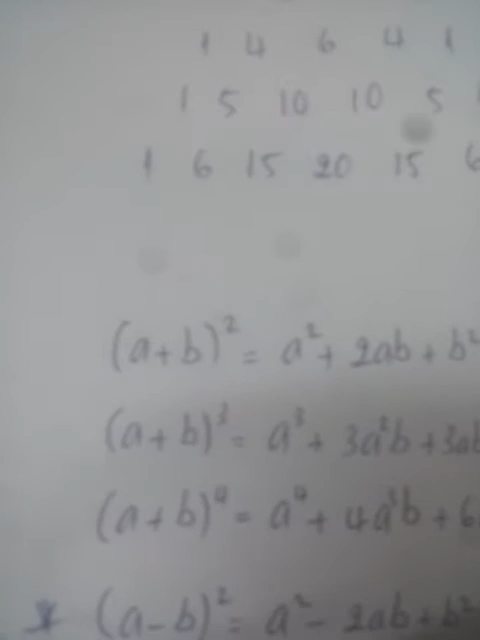 1 4 6 4 1
1 5 10 10 5
1 6 15 20 15 6
(a+b)² = a² + 2ab + b²
(a+b)³ = a³ + 3a²b + 3ab
(a+b)⁴ = a⁴ + 4a³b + 6
(a-b)² = a² - 2ab + b²